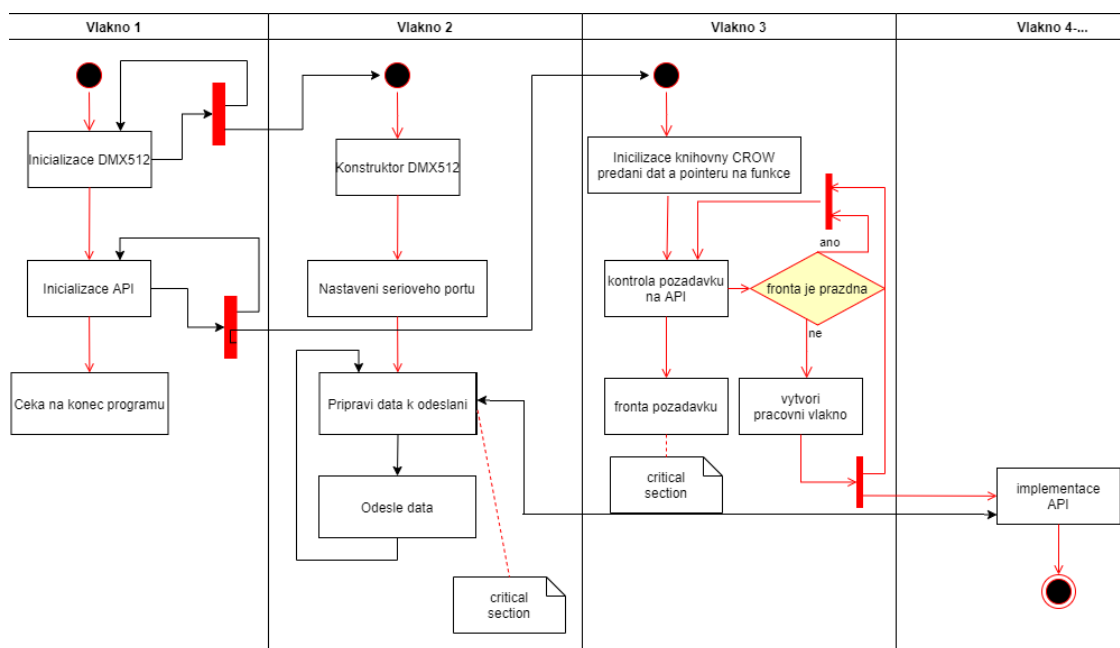 Vlakno 1
Vlakno 2
Vlakno 3
Vlakno 4-...
Inicializace DMX512
Inicializace API
Ceka na konec programu
Konstruktor DMX512
Nastaveni serioveho portu
Pripravi data k odeslani
Odesle data
critical
section
Inicilizace knihovny CROW
predani dat a pointeru na funkce
kontrola pozadavku
na API
fronta je prazdna
ano
ne
fronta pozadavku
vytvori
pracovni vlakno
critical
section
implementace
API